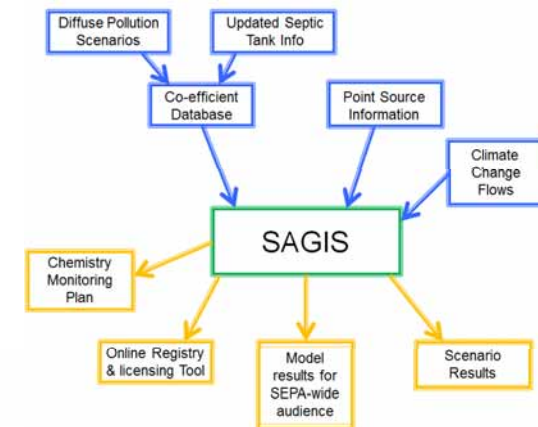 Diffuse Pollution
Scenarios
Updated Septic
Tank Info
Co-efficient
Database
Point Source
Information
Climate
Change
Flows
SAGIS
Chemistry
Monitoring
Plan
Online Registry
& licensing Tool
Model
results for
SEPA-wide
audience
Scenario
Results